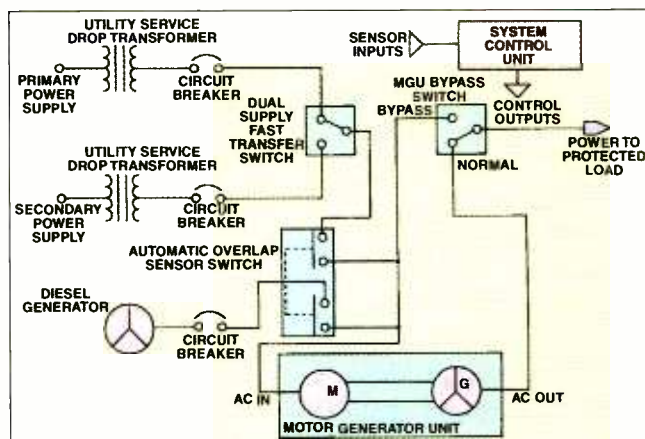 UTILITY SERVICE
DROP TRANSFORMER
PRIMARY
POWER
SUPPLY
CIRCUIT
BREAKER
DUAL
SUPPLY
FAST
TRANSFER
SWITCH
SENSOR
INPUTS
SYSTEM
CONTROL
UNIT
CONTROL
OUTPUTS
MGU BYPASS
SWITCH
BYPASS
NORMAL
POWER TO
PROTECTED
LOAD
UTILITY SERVICE
DROP TRANSFORMER
SECONDARY
POWER
SUPPLY
CIRCUIT
BREAKER
AUTOMATIC OVERLAP
SENSOR SWITCH
DIESEL
GENERATOR
CIRCUIT
BREAKER
AC IN
M
G
AC OUT
MOTOR GENERATOR UNIT